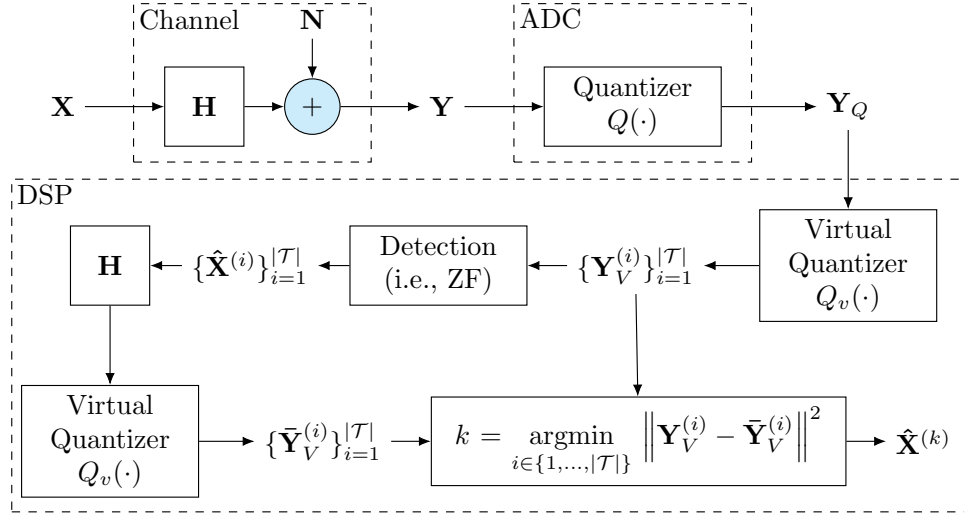 Channel
N
ADC
X
H
+
Y
Quantizer
Q(·)
Y_Q
DSP
H
{X̂^{(i)}}_{i=1}^{|𝒯|}
Detection
(i.e., ZF)
{Y_V^{(i)}}_{i=1}^{|𝒯|}
Virtual
Quantizer
Q_v(·)
Virtual
Quantizer
Q_v(·)
{Ȳ_V^{(i)}}_{i=1}^{|𝒯|}
k = argmin ‖Y_V^{(i)} − Ȳ_V^{(i)}‖^2
i∈{1,...,|𝒯|}
X̂^{(k)}